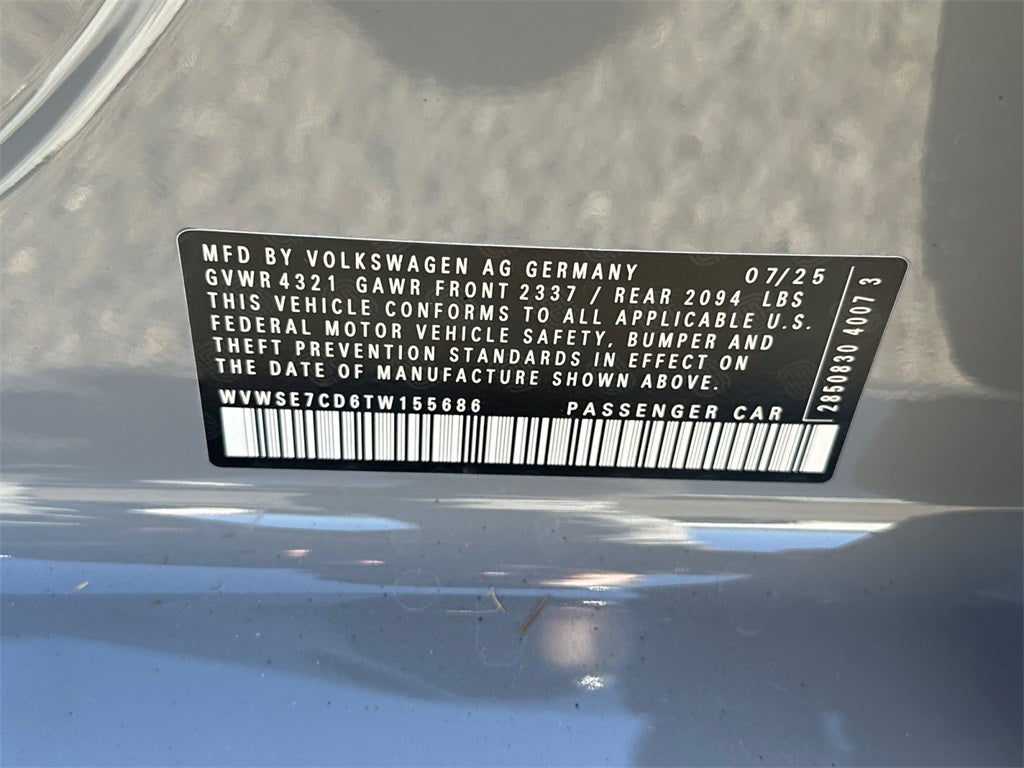 MFD BY VOLKSWAGEN AG GERMANY 07/25
GVWR 4321 GAWR FRONT 2337 / REAR 2094 LBS
THIS VEHICLE CONFORMS TO ALL APPLICABLE U.S.
FEDERAL MOTOR VEHICLE SAFETY, BUMPER AND
THEFT PREVENTION STANDARDS IN EFFECT ON
THE DATE OF MANUFACTURE SHOWN ABOVE.
WVWSE7CD6TW155686 PASSENGER CAR
2850830 4007 3